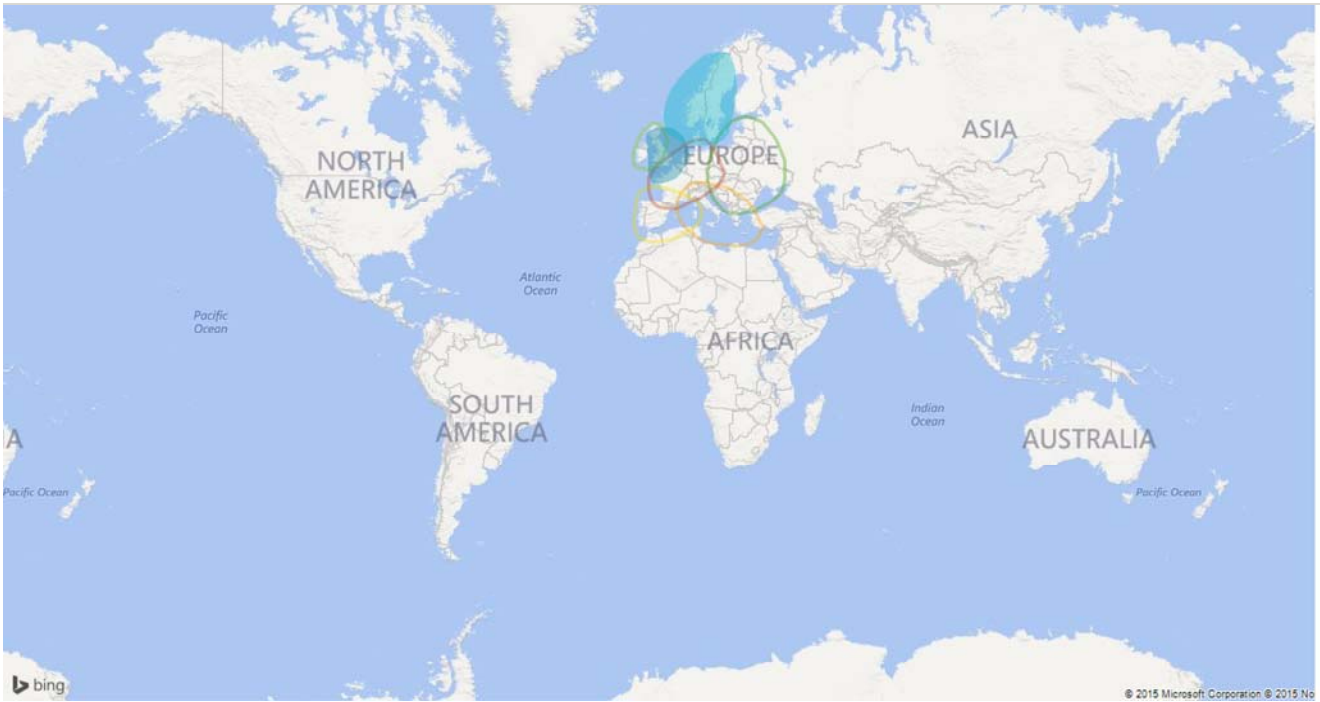 ASIA
NORTH
AMERICA
EUROPE
Atlantic
Ocean
Pacific
Ocean
AFRICA
SOUTH
AMERICA
Indian
Ocean
A
AUSTRALIA
Pacific Ocean
Pacific Ocean
bing
© 2015 Microsoft Corporation © 2015 No